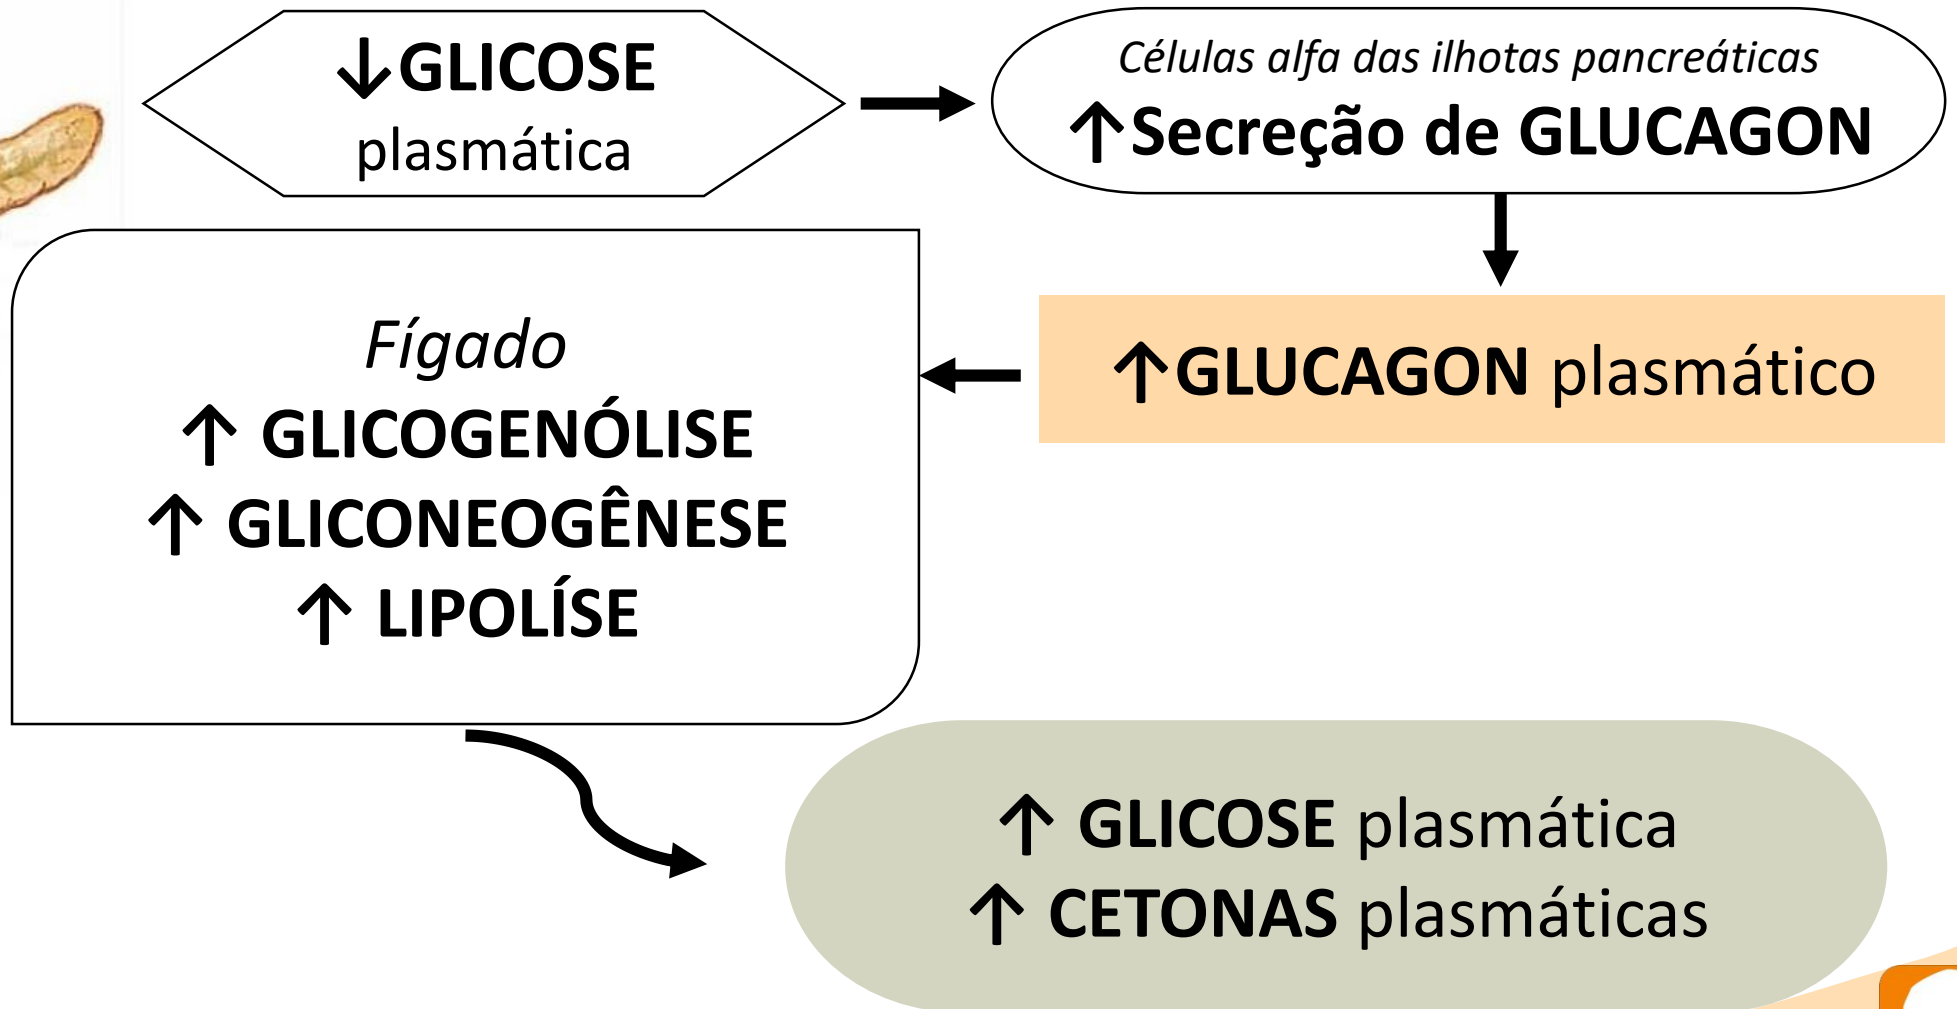 ↓GLICOSE
plasmática
Células alfa das ilhotas pancreáticas
↑Secreção de GLUCAGON
↑GLUCAGON plasmático
Fígado
↑ GLICOGENÓLISE
↑ GLICONEOGÊNESE
↑ LIPOLÍSE
↑ GLICOSE plasmática
↑ CETONAS plasmáticas